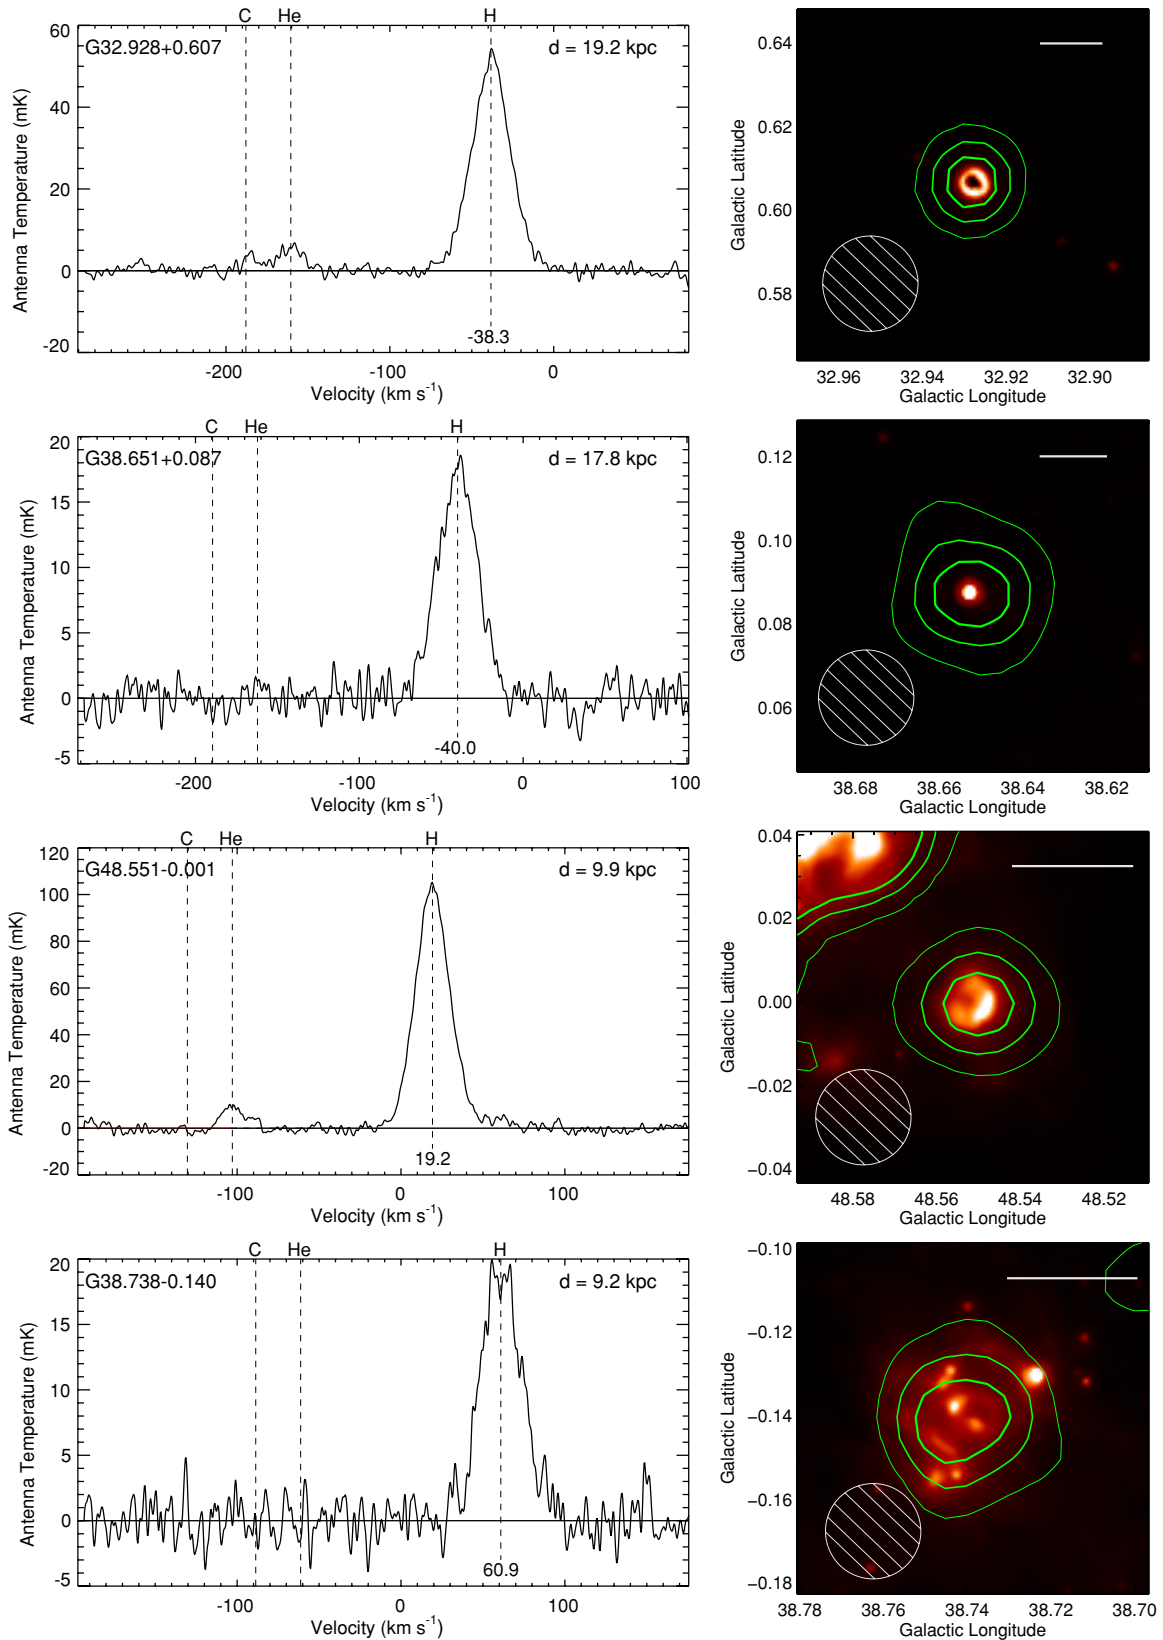 C He H
G32.928+0.607 d = 19.2 kpc
60
40
20
0
-20
Antenna Temperature (mK)
-38.3
-200 -100 0
Velocity (km s-1)
0.64
0.62
0.60
0.58
Galactic Latitude
32.96 32.94 32.92 32.90
Galactic Longitude
C He H
G38.651+0.087 d = 17.8 kpc
20
15
10
5
0
-5
Antenna Temperature (mK)
-40.0
-200 -100 0 100
Velocity (km s-1)
0.12
0.10
0.08
0.06
Galactic Latitude
38.68 38.66 38.64 38.62
Galactic Longitude
C He H
G48.551-0.001 d = 9.9 kpc
120
100
80
60
40
20
0
-20
Antenna Temperature (mK)
19.2
-100 0 100
Velocity (km s-1)
0.04
0.02
0.00
−0.02
−0.04
Galactic Latitude
48.58 48.56 48.54 48.52
Galactic Longitude
C He H
G38.738-0.140 d = 9.2 kpc
20
15
10
5
0
-5
Antenna Temperature (mK)
60.9
-100 0 100
Velocity (km s-1)
−0.10
−0.12
−0.14
−0.16
−0.18
Galactic Latitude
38.78 38.76 38.74 38.72 38.70
Galactic Longitude